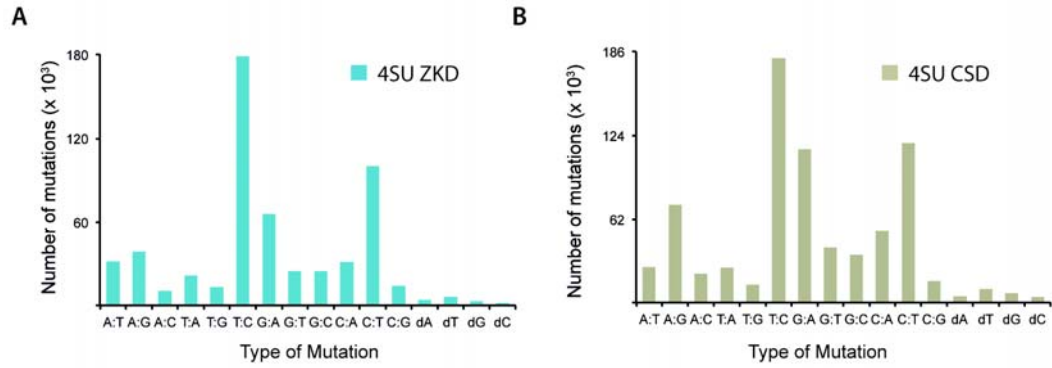 A
Number of mutations (x 10³)
180
120
60
4SU ZKD
A:T A:G A:C T:A T:G T:C G:A G:T G:C C:A C:T C:G dA dT dG dC
Type of Mutation
B
Number of mutations (x 10³)
186
124
62
4SU CSD
A:T A:G A:C T:A T:G T:C G:A G:T G:C C:A C:T C:G dA dT dG dC
Type of Mutation